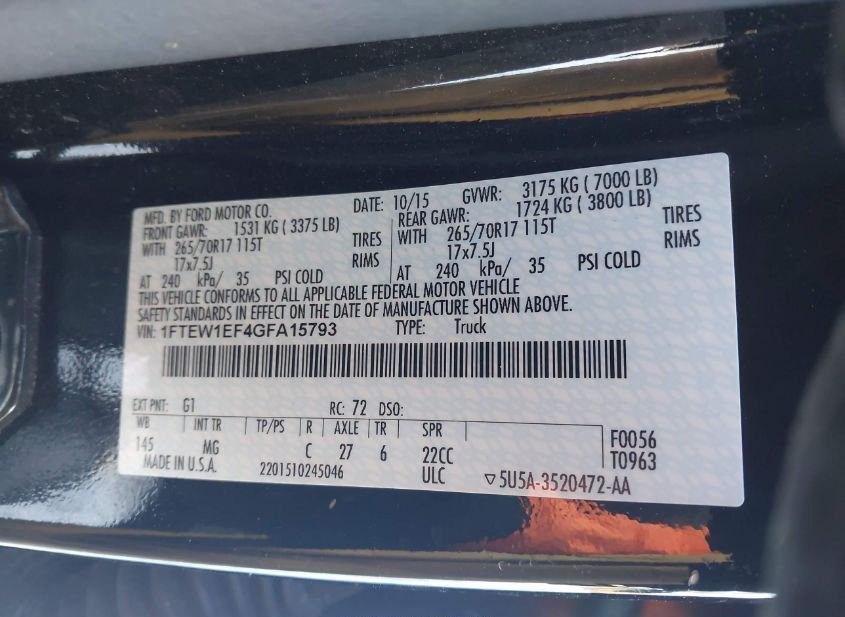 MFD. BY FORD MOTOR CO. DATE: 10/15 GVWR: 3175 KG ( 7000 LB)
FRONT GAWR: 1531 KG ( 3375 LB) REAR GAWR: 1724 KG ( 3800 LB)
WITH 265/70R17 115T TIRES WITH 265/70R17 115T TIRES
17x7.5J RIMS 17x7.5J RIMS
AT 240 kPa/ 35 PSI COLD AT 240 kPa/ 35 PSI COLD
THIS VEHICLE CONFORMS TO ALL APPLICABLE FEDERAL MOTOR VEHICLE
SAFETY STANDARDS IN EFFECT ON THE DATE OF MANUFACTURE SHOWN ABOVE.
VIN: 1FTEW1EF4GFA15793 TYPE: Truck
EXT PNT: G1 RC: 72 DSO:
WB INT TR TP/PS R AXLE TR SPR F0056
145 MG C 27 6 22CC T0963
MADE IN U.S.A. 2201510245046 ULC ▽5U5A-3520472-AA